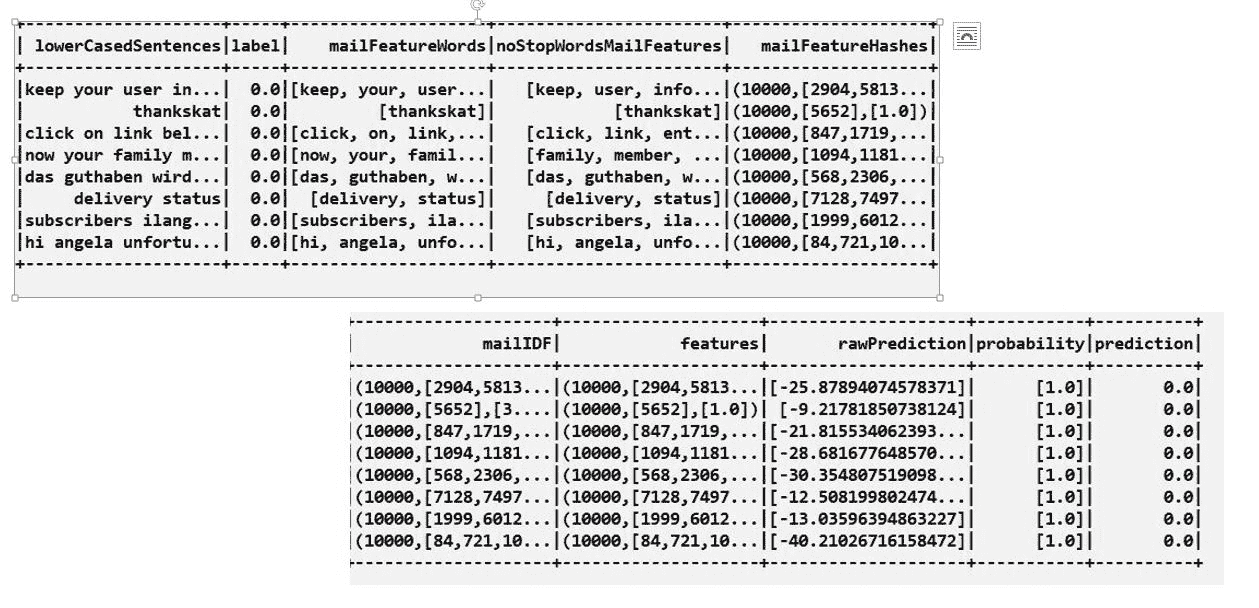 +--------------------+-----+--------------------+----------------------+--------------------+
| lowerCasedSentences|label|    mailFeatureWords|noStopWordsMailFeatures|   mailFeatureHashes|
+--------------------+-----+--------------------+----------------------+--------------------+
|keep your user in...|  0.0|[keep, your, user...|   [keep, user, info...|(10000,[2904,5813...|
|           thankskat|  0.0|         [thankskat]|            [thankskat]|(10000,[5652],[1.0])|
|click on link bel...|  0.0|[click, on, link,...|   [click, link, ent...|(10000,[847,1719,...|
|now your family m...|  0.0|[now, your, famil...|   [family, member, ...|(10000,[1094,1181...|
|das guthaben wird...|  0.0|[das, guthaben, w...|   [das, guthaben, w...|(10000,[568,2306,...|
|     delivery status|  0.0|  [delivery, status]|     [delivery, status]|(10000,[7128,7497...|
|subscribers ilang...|  0.0|[subscribers, ila...|   [subscribers, ila...|(10000,[1999,6012...|
|hi angela unfortu...|  0.0|[hi, angela, unfo...|   [hi, angela, unfo...|(10000,[84,721,10...|
+--------------------+-----+--------------------+----------------------+--------------------+
+--------------------+--------------------+--------------------+-----------+----------+
|             mailIDF|            features|       rawPrediction|probability|prediction|
+--------------------+--------------------+--------------------+-----------+----------+
|(10000,[2904,5813...|(10000,[2904,5813...|[-25.87894074578371]|      [1.0]|       0.0|
|(10000,[5652],[3....|(10000,[5652],[1.0])| [-9.21781850738124]|      [1.0]|       0.0|
|(10000,[847,1719,...|(10000,[847,1719,...|[-21.815534062393...|      [1.0]|       0.0|
|(10000,[1094,1181...|(10000,[1094,1181...|[-28.681677648570...|      [1.0]|       0.0|
|(10000,[568,2306,...|(10000,[568,2306,...|[-30.354807519098...|      [1.0]|       0.0|
|(10000,[7128,7497...|(10000,[7128,7497...|[-12.508199802474...|      [1.0]|       0.0|
|(10000,[1999,6012...|(10000,[1999,6012...|[-13.03596394863227]|      [1.0]|       0.0|
|(10000,[84,721,10...|(10000,[84,721,10...|[-40.21026716158472]|      [1.0]|       0.0|
+--------------------+--------------------+--------------------+-----------+----------+